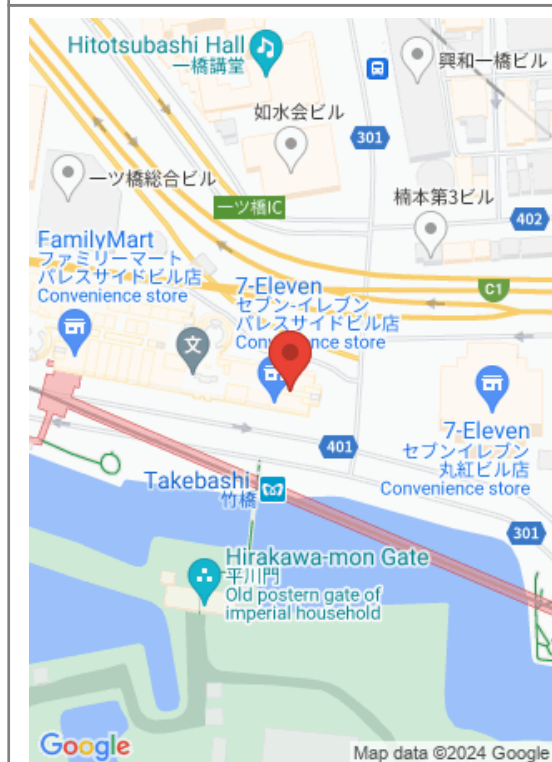 Hitotsubashi Hall
一橋講堂
興和一橋ビル
如水会ビル
301
一ツ橋総合ビル
一ツ橋IC
楠本第3ビル
402
FamilyMart
ファミリーマート
パレスサイドビル店
Convenience store
7-Eleven
セブン-イレブン
パレスサイドビル店
Convenience store
C1
文
7-Eleven
セブンイレブン
丸紅ビル店
Convenience store
401
Takebashi
竹橋
301
Hirakawa-mon Gate
平川門
Old postern gate of
imperial household
Google
Map data ©2024 Google